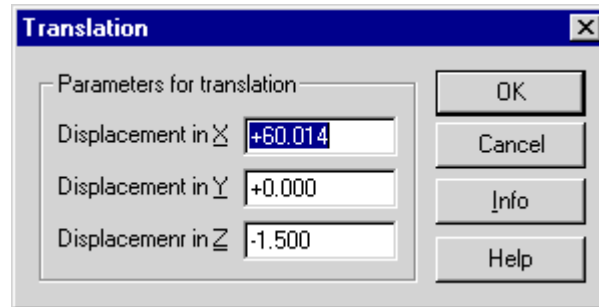 Translation
Parameters for translation
Displacement in X +60.014
Displacement in Y +0.000
Displacemenr in Z -1.500
OK
Cancel
Info
Help